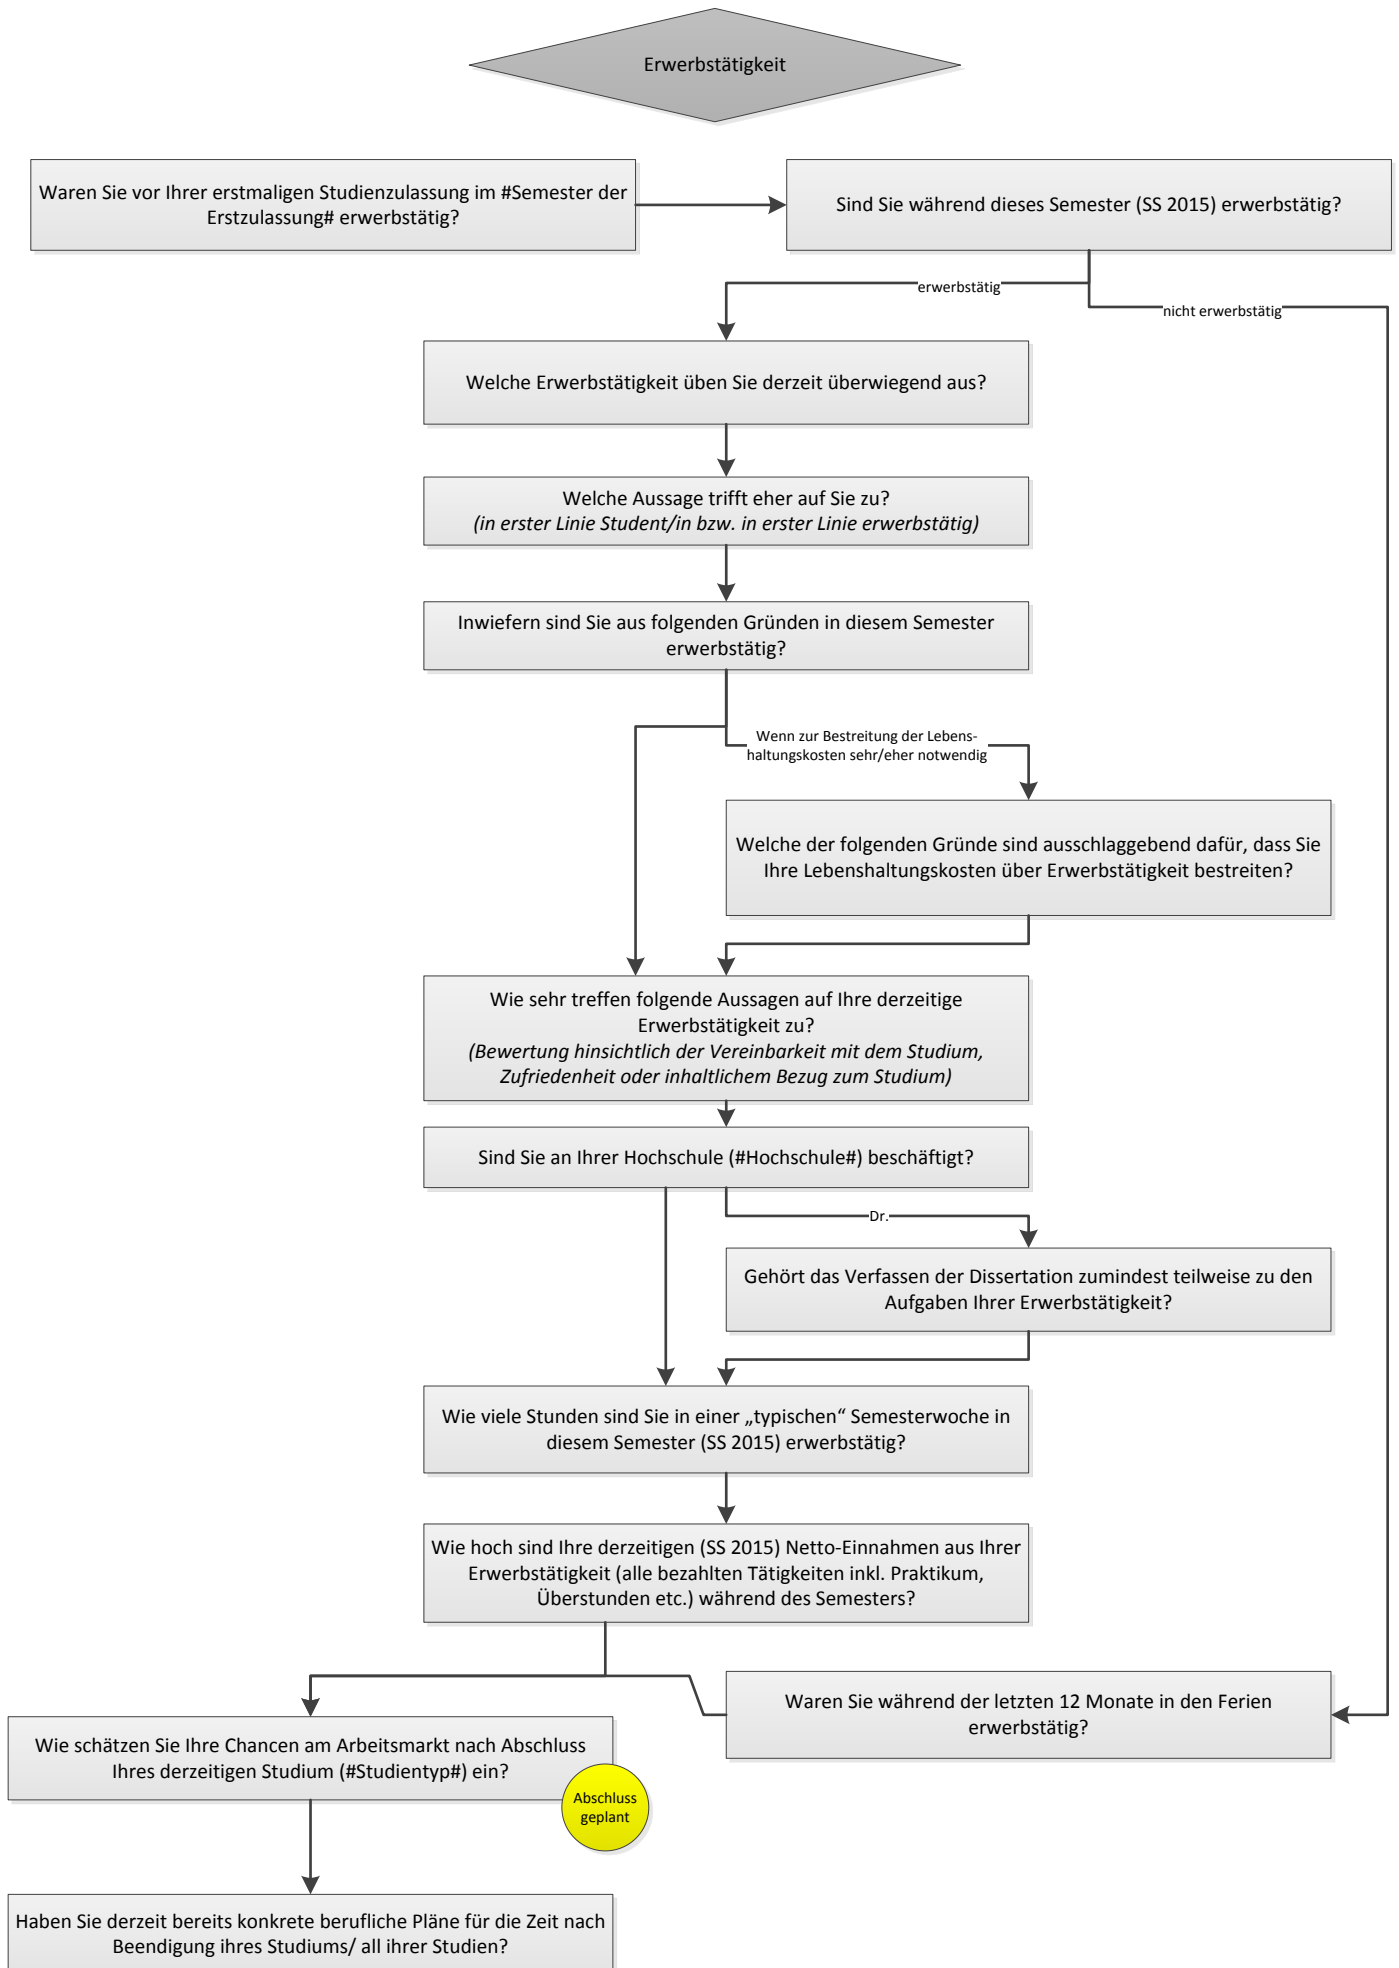 Erwerbstätigkeit
Waren Sie vor Ihrer erstmaligen Studienzulassung im #Semester der
Erstzulassung# erwerbstätig?
Sind Sie während dieses Semester (SS 2015) erwerbstätig?
erwerbstätig
nicht erwerbstätig
Welche Erwerbstätigkeit üben Sie derzeit überwiegend aus?
Welche Aussage trifft eher auf Sie zu?
(in erster Linie Student/in bzw. in erster Linie erwerbstätig)
Inwiefern sind Sie aus folgenden Gründen in diesem Semester
erwerbstätig?
Wenn zur Bestreitung der Lebens-
haltungskosten sehr/eher notwendig
Welche der folgenden Gründe sind ausschlaggebend dafür, dass Sie
Ihre Lebenshaltungskosten über Erwerbstätigkeit bestreiten?
Wie sehr treffen folgende Aussagen auf Ihre derzeitige
Erwerbstätigkeit zu?
(Bewertung hinsichtlich der Vereinbarkeit mit dem Studium,
Zufriedenheit oder inhaltlichem Bezug zum Studium)
Sind Sie an Ihrer Hochschule (#Hochschule#) beschäftigt?
Dr.
Gehört das Verfassen der Dissertation zumindest teilweise zu den
Aufgaben Ihrer Erwerbstätigkeit?
Wie viele Stunden sind Sie in einer „typischen“ Semesterwoche in
diesem Semester (SS 2015) erwerbstätig?
Wie hoch sind Ihre derzeitigen (SS 2015) Netto-Einnahmen aus Ihrer
Erwerbstätigkeit (alle bezahlten Tätigkeiten inkl. Praktikum,
Überstunden etc.) während des Semesters?
Waren Sie während der letzten 12 Monate in den Ferien
erwerbstätig?
Wie schätzen Sie Ihre Chancen am Arbeitsmarkt nach Abschluss
Ihres derzeitigen Studium (#Studientyp#) ein?
Abschluss
geplant
Haben Sie derzeit bereits konkrete berufliche Pläne für die Zeit nach
Beendigung ihres Studiums/ all ihrer Studien?